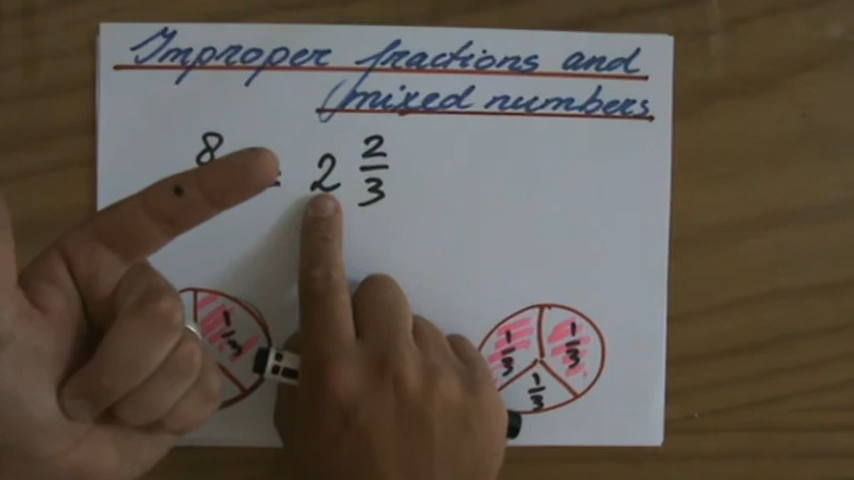 Improper fractions and
mixed numbers
8 = 2 2/3
1/3 1/3 1/3
1/3